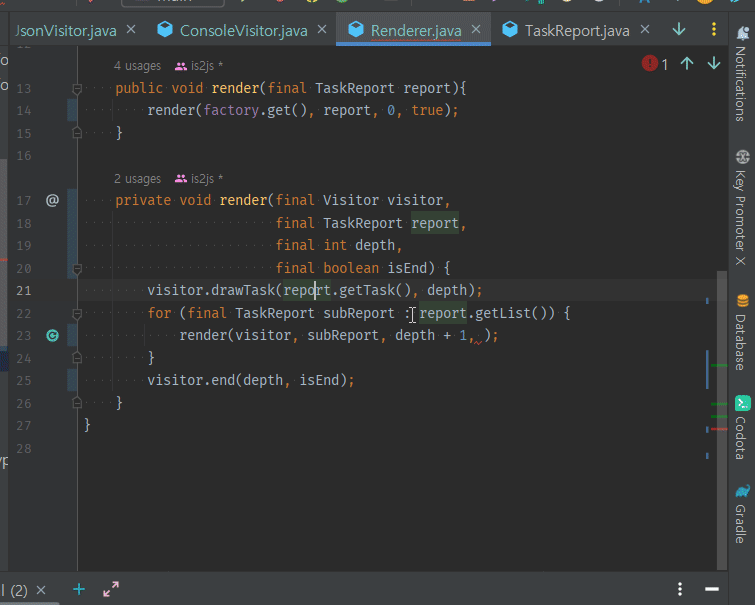 JsonVisitor.java
ConsoleVisitor.java
Renderer.java
TaskReport.java
4 usages is2js *
1
13 public void render(final TaskReport report){
14 render(factory.get(), report, 0, true);
15 }
16
2 usages is2js *
17 @ private void render(final Visitor visitor,
18 final TaskReport report,
19 final int depth,
20 final boolean isEnd) {
21 visitor.drawTask(report.getTask(), depth);
22 for (final TaskReport subReport : report.getList()) {
23 render(visitor, subReport, depth + 1, );
24 }
25 visitor.end(depth, isEnd);
26 }
27 }
28
Notifications
Key Promoter X
Database
Codota
Gradle
(2)